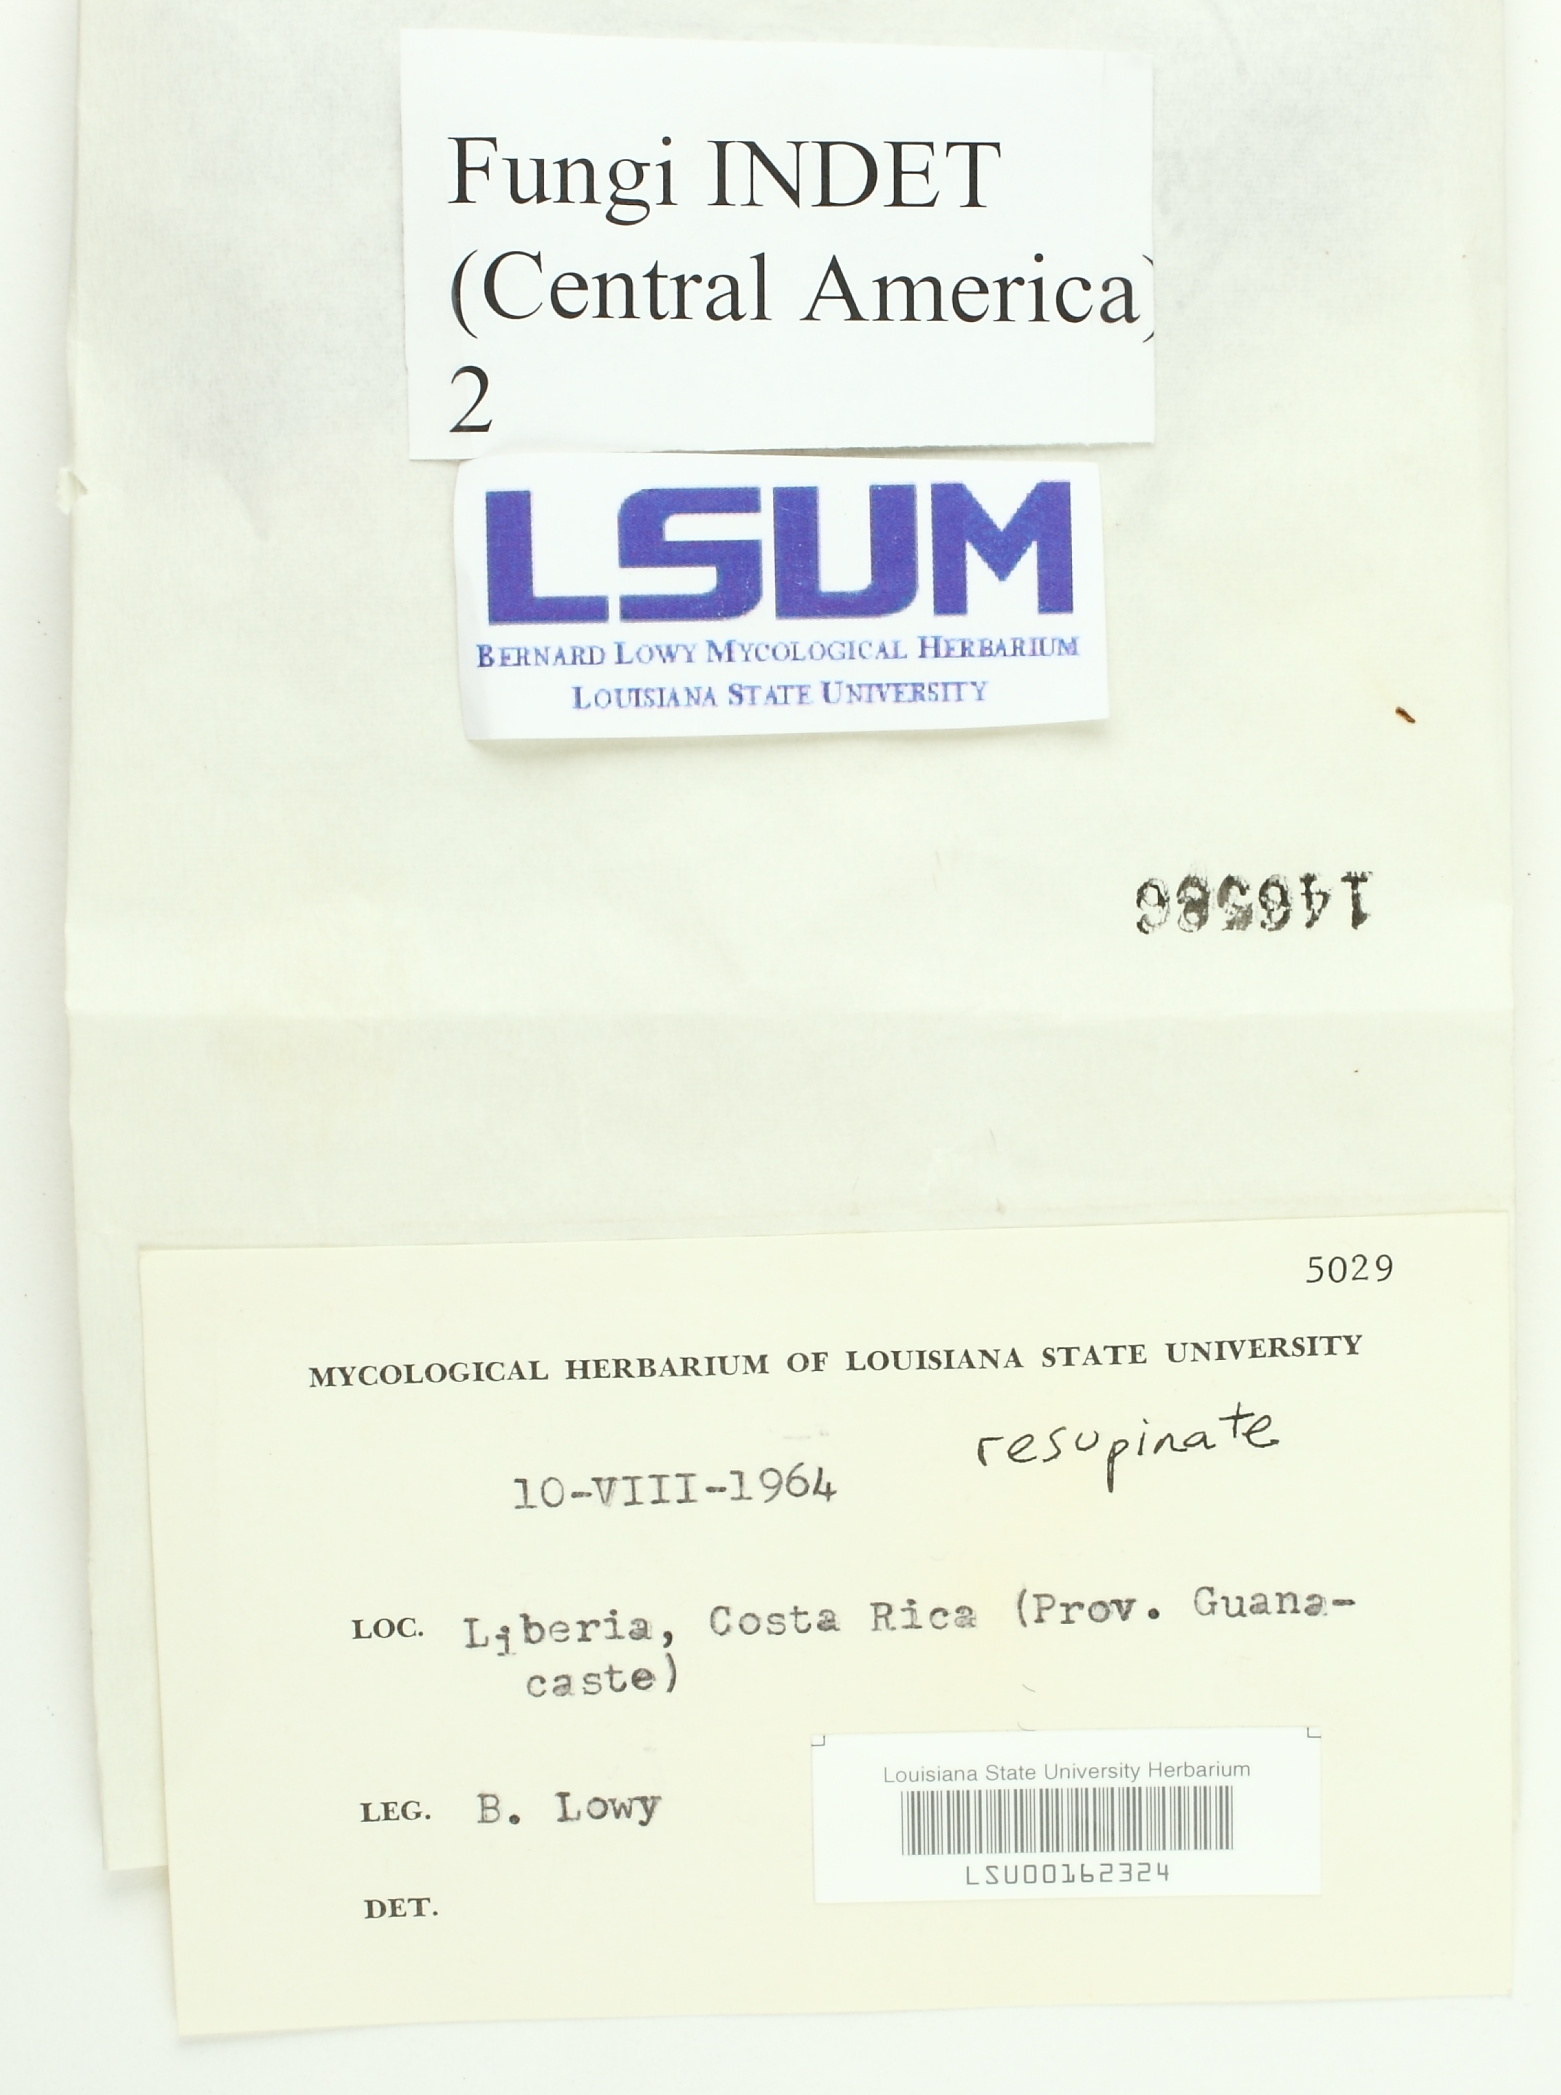 Fungi INDET
(Central America)
2
LSUM
BERNARD LOWY MYCOLOGICAL HERBARIUM
LOUISIANA STATE UNIVERSITY
5029
MYCOLOGICAL HERBARIUM OF LOUISIANA STATE UNIVERSITY
resupinate
10-VIII-1964
LOC. Liberia, Costa Rica (Prov. Guana-
caste)
Louisiana State University Herbarium
LEG. B. Lowy
LSU00162324
DET.